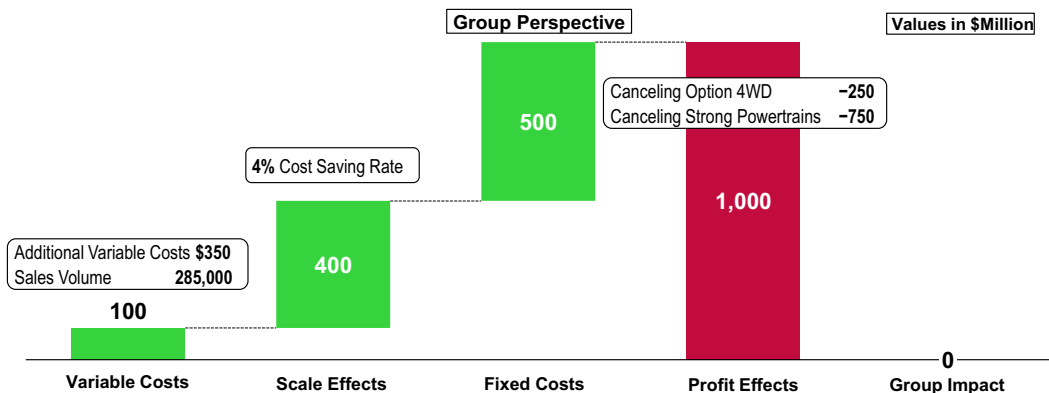 Group Perspective
Values in $Million
Canceling Option 4WD −250
Canceling Strong Powertrains −750
500
4% Cost Saving Rate
1,000
Additional Variable Costs $350
Sales Volume 285,000
400
100
0
Variable Costs
Scale Effects
Fixed Costs
Profit Effects
Group Impact